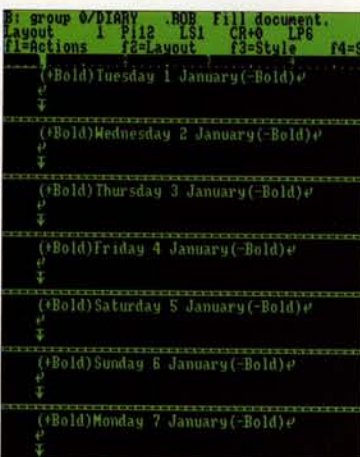 B: group 0/DIARY .ROB Fill document.
Layout 1 Pi12 LS1 CR+0 LP6
f1=Actions f2=Layout f3=Style f4=S
(+Bold)Tuesday 1 January(-Bold)↵
(+Bold)Wednesday 2 January(-Bold)↵
(+Bold)Thursday 3 January(-Bold)↵
(+Bold)Friday 4 January(-Bold)↵
(+Bold)Saturday 5 January(-Bold)↵
(+Bold)Sunday 6 January(-Bold)↵
(+Bold)Monday 7 January(-Bold)↵